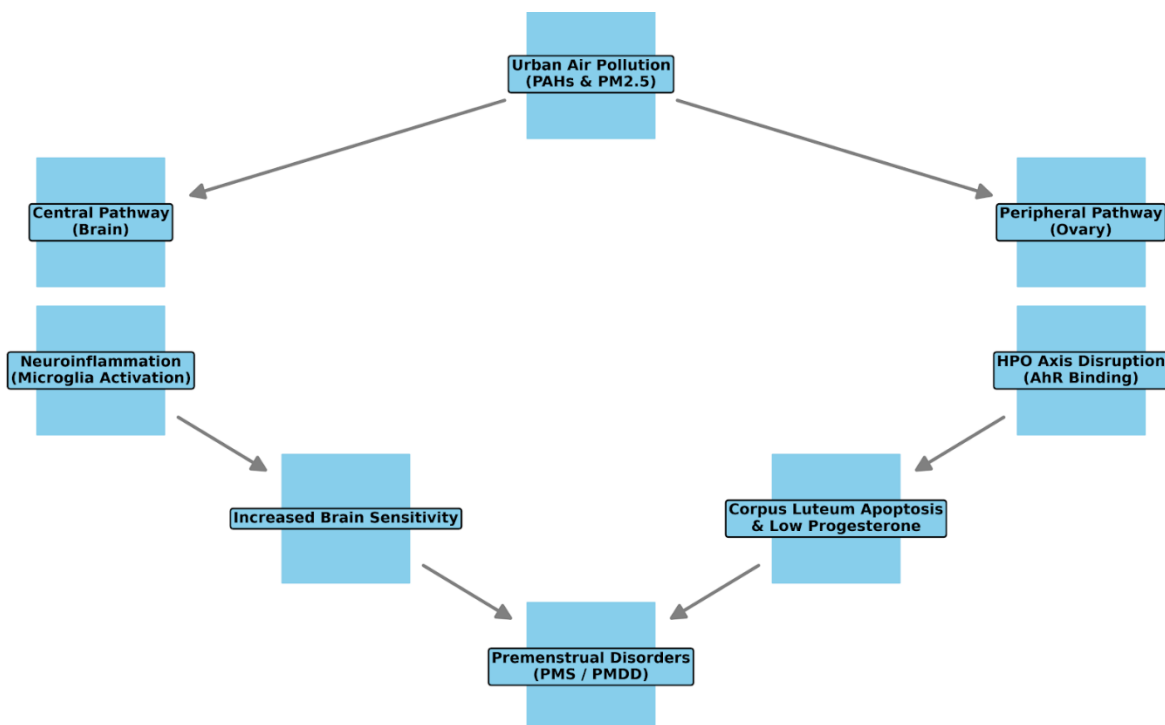 Urban Air Pollution
(PAHs & PM2.5)
Central Pathway
(Brain)
Peripheral Pathway
(Ovary)
Neuroinflammation
(Microglia Activation)
HPO Axis Disruption
(AhR Binding)
Increased Brain Sensitivity
Corpus Luteum Apoptosis
& Low Progesterone
Premenstrual Disorders
(PMS / PMDD)